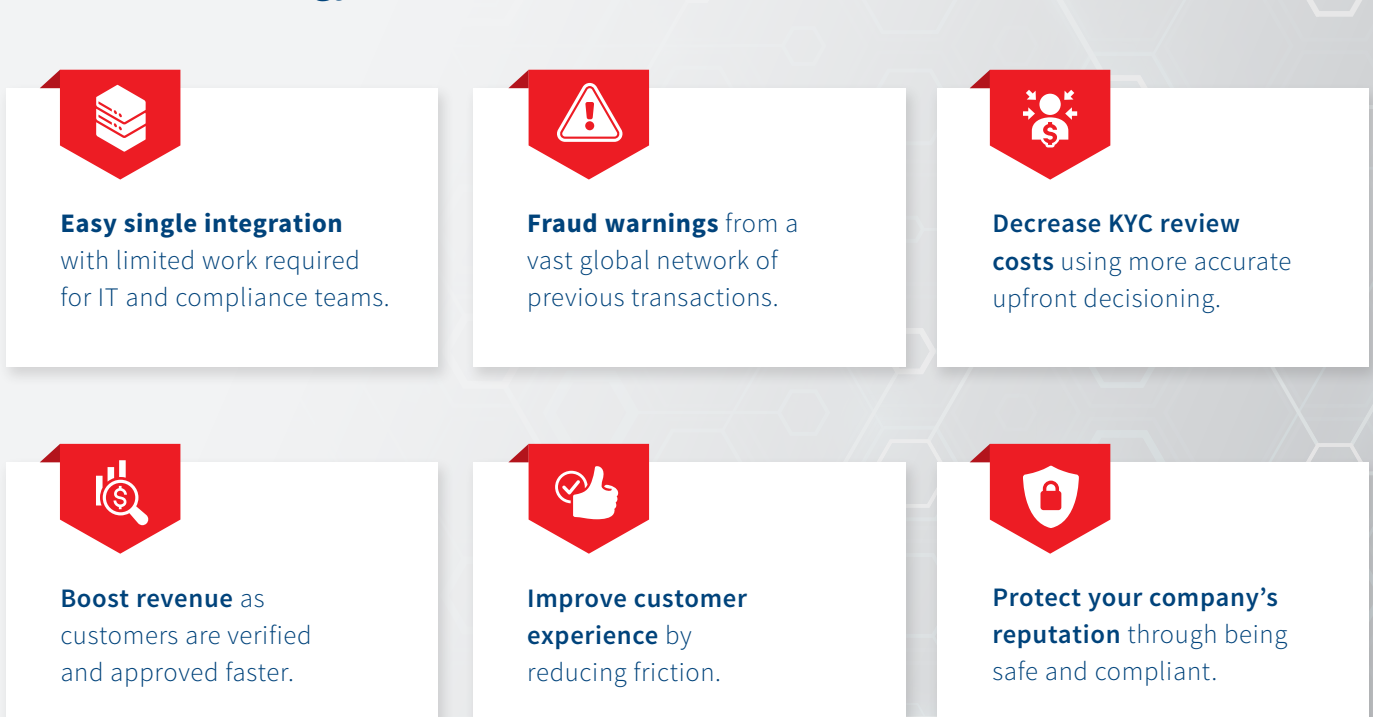 Easy single integration
with limited work required
for IT and compliance teams.
Fraud warnings from a
vast global network of
previous transactions.
Decrease KYC review
costs using more accurate
upfront decisioning.
Boost revenue as
customers are verified
and approved faster.
Improve customer
experience by
reducing friction.
Protect your company’s
reputation through being
safe and compliant.